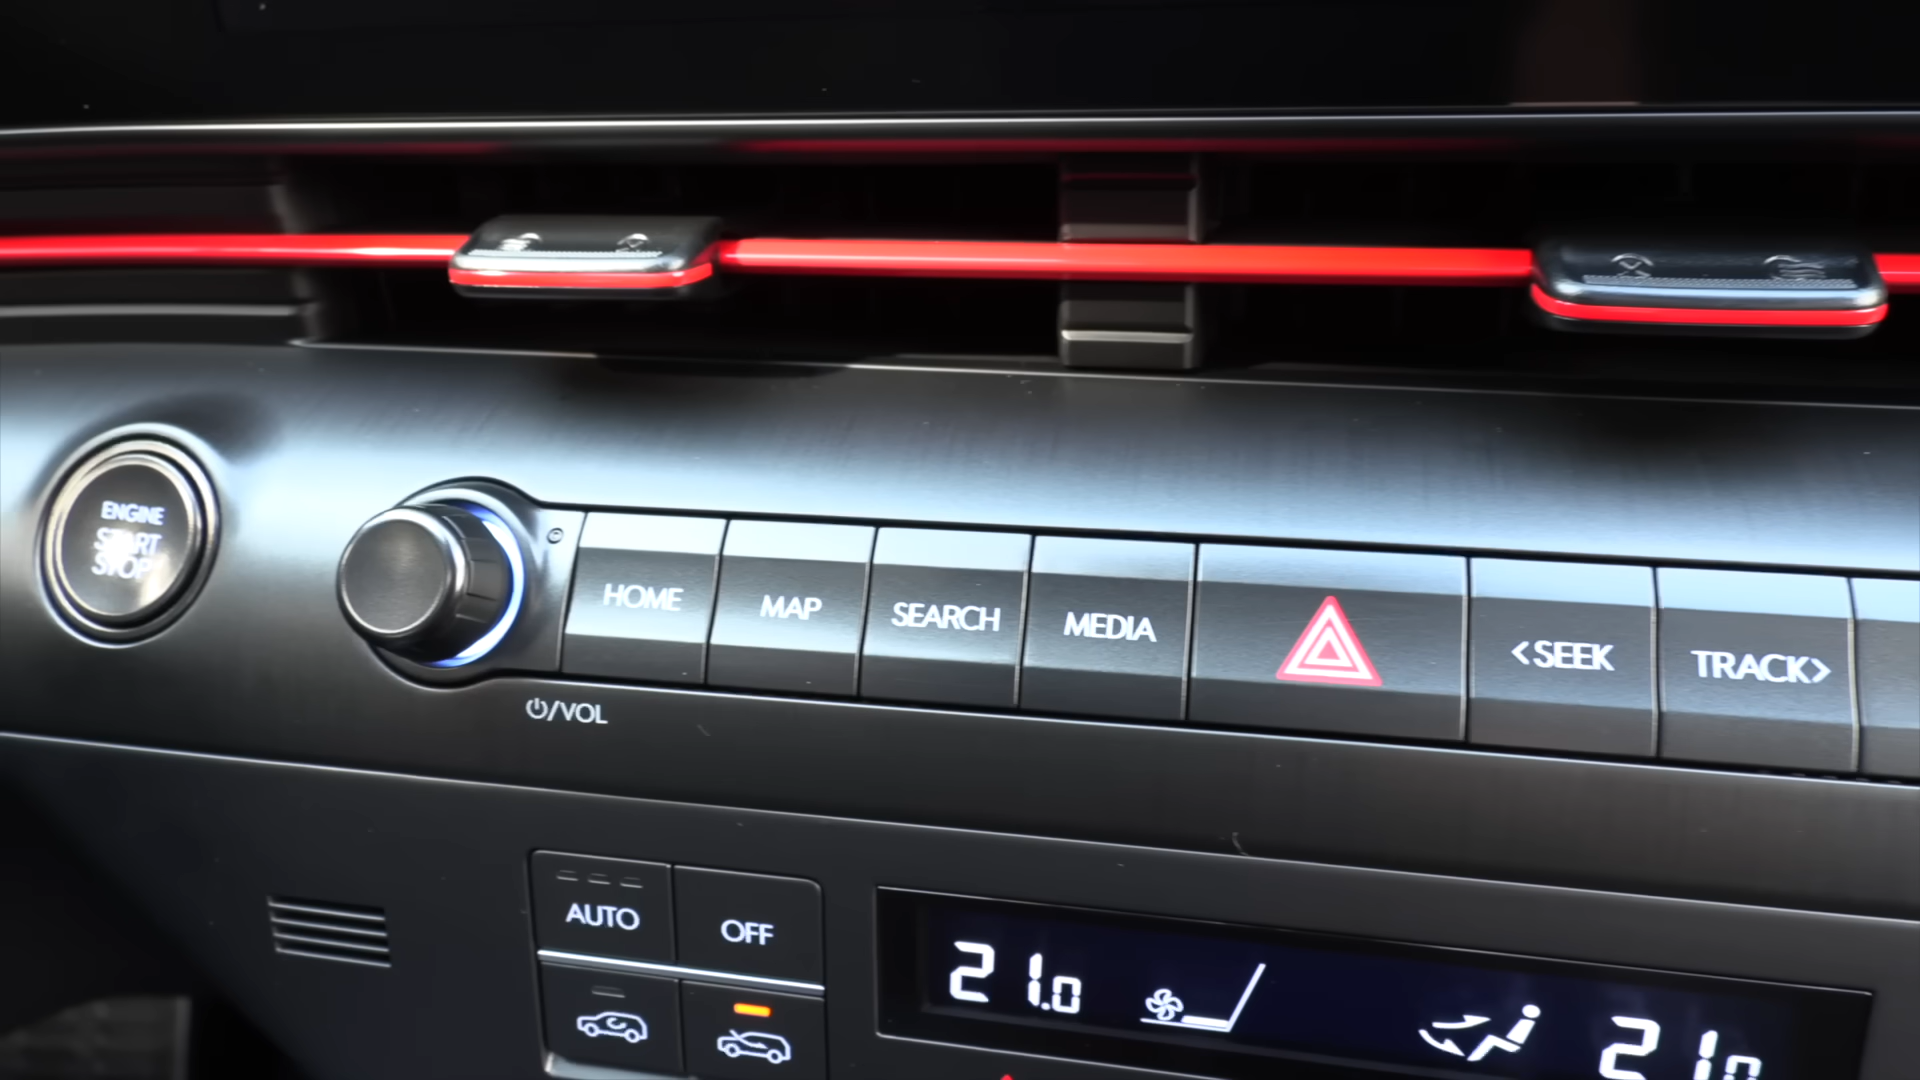 ENGINE
START
STOP
HOME
MAP
SEARCH
MEDIA
<SEEK
TRACK>
⏻/VOL
AUTO
OFF
21.0
21.0